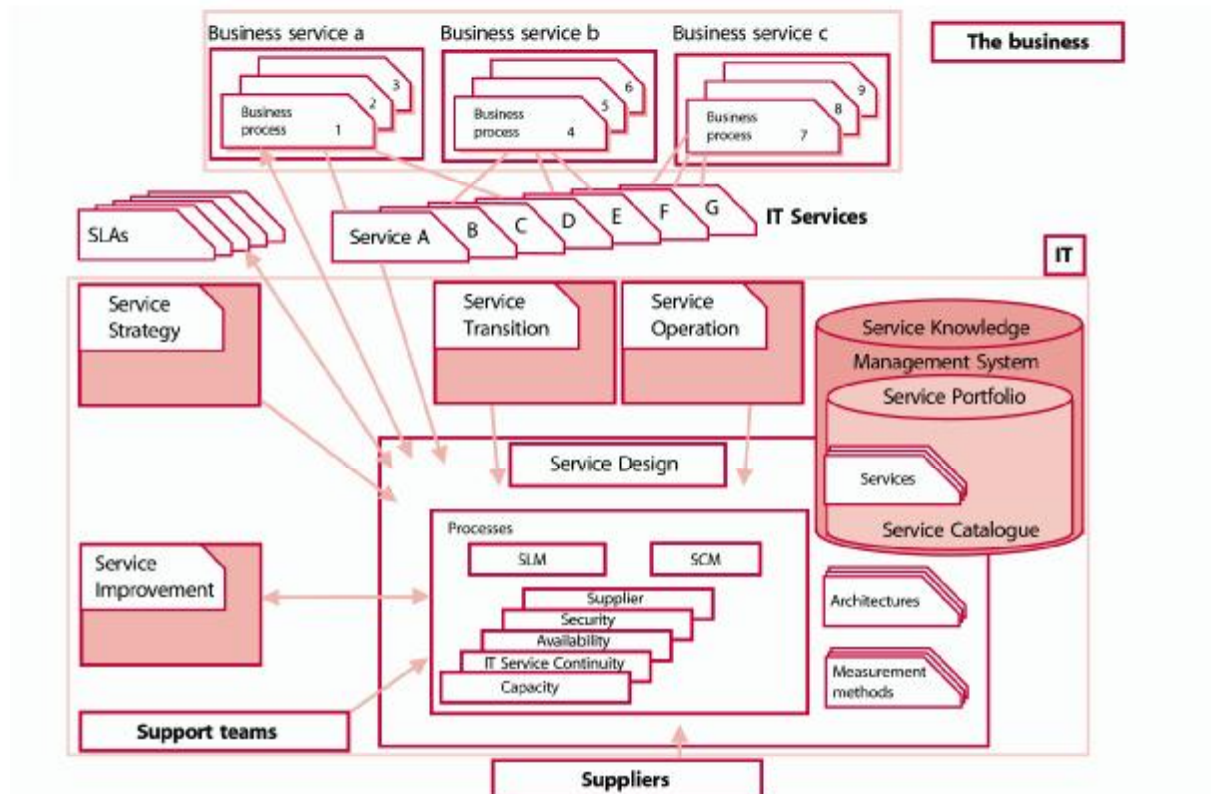 Business service a
Business service b
Business service c
The business
3
2
Business
process 1
6
5
Business
process 4
9
8
Business
process 7
SLAs
Service A
B
C
D
E
F
G
IT Services
IT
Service
Strategy
Service
Transition
Service
Operation
Service Knowledge
Management System
Service Portfolio
Services
Service Catalogue
Service Design
Processes
SLM
SCM
Supplier
Security
Availability
IT Service Continuity
Capacity
Service
Improvement
Architectures
Measurement
methods
Support teams
Suppliers